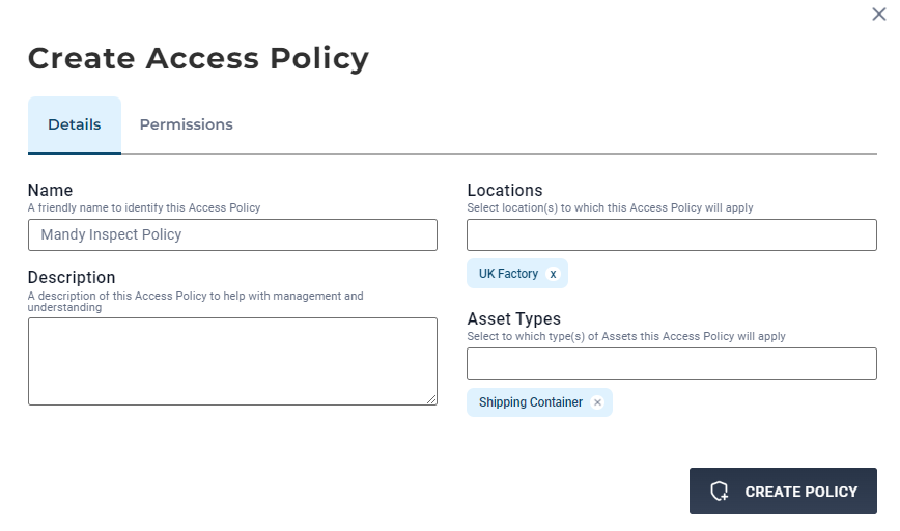 Create Access Policy
Details
Permissions
Name
A friendly name to identify this Access Policy
Mandy Inspect Policy
Description
A description of this Access Policy to help with management and
understanding
Locations
Select location(s) to which this Access Policy will apply
UK Factory x
Asset Types
Select to which type(s) of Assets this Access Policy will apply
Shipping Container x
CREATE POLICY